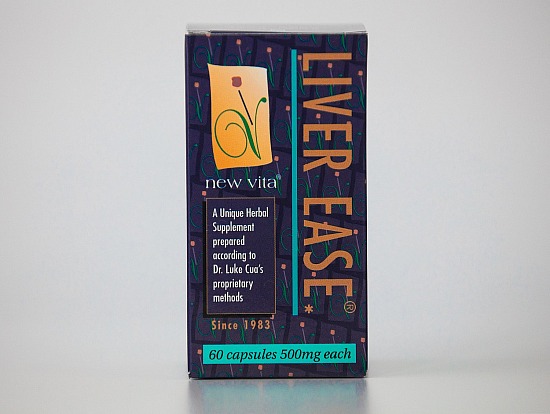 new vita®
A Unique Herbal
Supplement
prepared
according to
Dr. Luke Cua's
proprietary
methods
Since 1983
LIVER EASE®*
60 capsules 500mg each